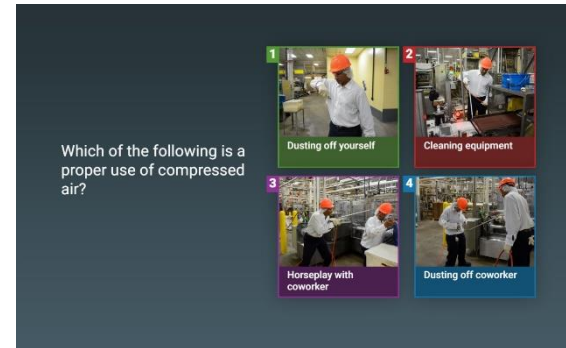 Which of the following is a
proper use of compressed
air?
1
Dusting off yourself
2
Cleaning equipment
3
Horseplay with
coworker
4
Dusting off coworker